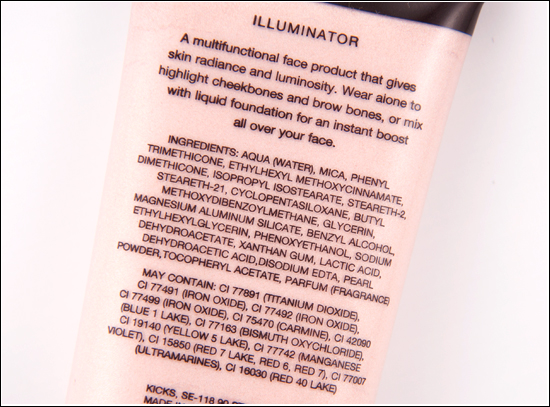 ILLUMINATOR
A multifunctional face product that gives
skin radiance and luminosity. Wear alone to
highlight cheekbones and brow bones, or mix
with liquid foundation for an instant boost
all over your face.
INGREDIENTS: AQUA (WATER), MICA, PHENYL
TRIMETHICONE, ETHYLHEXYL METHOXYCINNAMATE,
DIMETHICONE, ISOPROPYL ISOSTEARATE, STEARETH-2,
STEARETH-21, CYCLOPENTASILOXANE, BUTYL
METHOXYDIBENZOYLMETHANE, GLYCERIN,
MAGNESIUM ALUMINUM SILICATE, BENZYL ALCOHOL,
ETHYLHEXYLGLYCERIN, PHENOXYETHANOL, SODIUM
DEHYDROACETATE, XANTHAN GUM, LACTIC ACID,
DEHYDROACETIC ACID,DISODIUM EDTA, PEARL
POWDER,TOCOPHERYL ACETATE, PARFUM (FRAGRANCE)
MAY CONTAIN: CI 77891 (TITANIUM DIOXIDE),
CI 77491 (IRON OXIDE), CI 77492 (IRON OXIDE),
CI 77499 (IRON OXIDE), CI 75470 (CARMINE), CI 42090
(BLUE 1 LAKE), CI 77163 (BISMUTH OXYCHLORIDE),
CI 19140 (YELLOW 5 LAKE), CI 77742 (MANGANESE
VIOLET), CI 15850 (RED 7 LAKE, RED 6, RED 7), CI 77007
(ULTRAMARINES), CI 16030 (RED 40 LAKE)
KICKS, SE-118 90
MADE IN